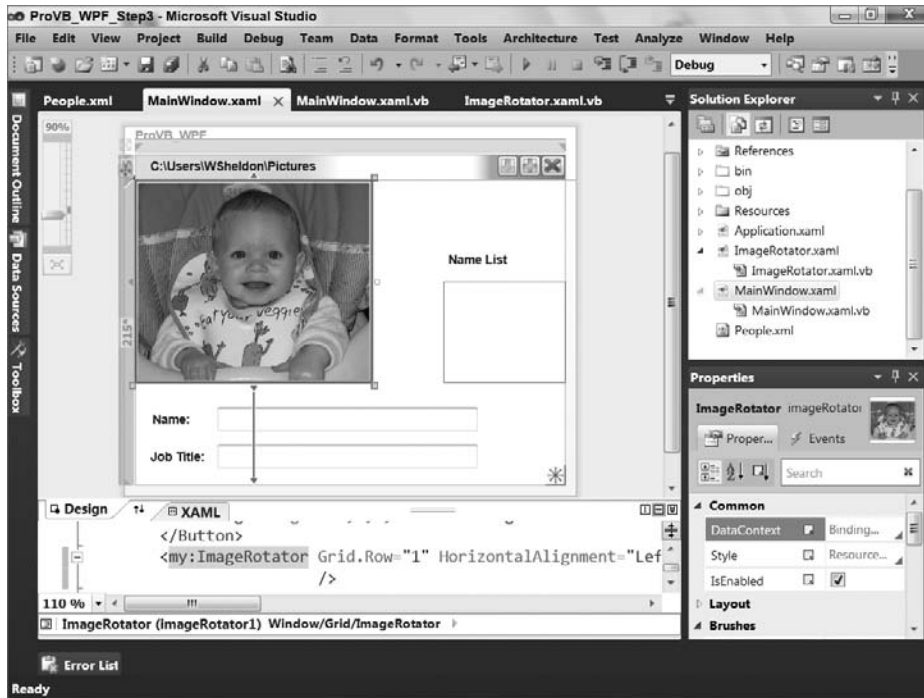 ProVB_WPF_Step3 - Microsoft Visual Studio
File Edit View Project Build Debug Team Data Format Tools Architecture Test Analyze Window Help
Debug
People.xml MainWindow.xaml MainWindow.xaml.vb ImageRotator.xaml.vb
Document Outline
Data Sources
Toolbox
90%
ProVB_WPF
C:\Users\WSheldon\Pictures
eat your veggie
215*
Name List
Name:
Job Title:
Design XAML
</Button>
<my:ImageRotator Grid.Row="1" HorizontalAlignment="Lef
/>
110 %
ImageRotator (imageRotator1) Window/Grid/ImageRotator
Solution Explorer
References
bin
obj
Resources
Application.xaml
ImageRotator.xaml
ImageRotator.xaml.vb
MainWindow.xaml
MainWindow.xaml.vb
People.xml
Properties
ImageRotator imageRotator
Proper... Events
Search
Common
DataContext Binding...
Style Resource...
IsEnabled
Layout
Brushes
Error List
Ready